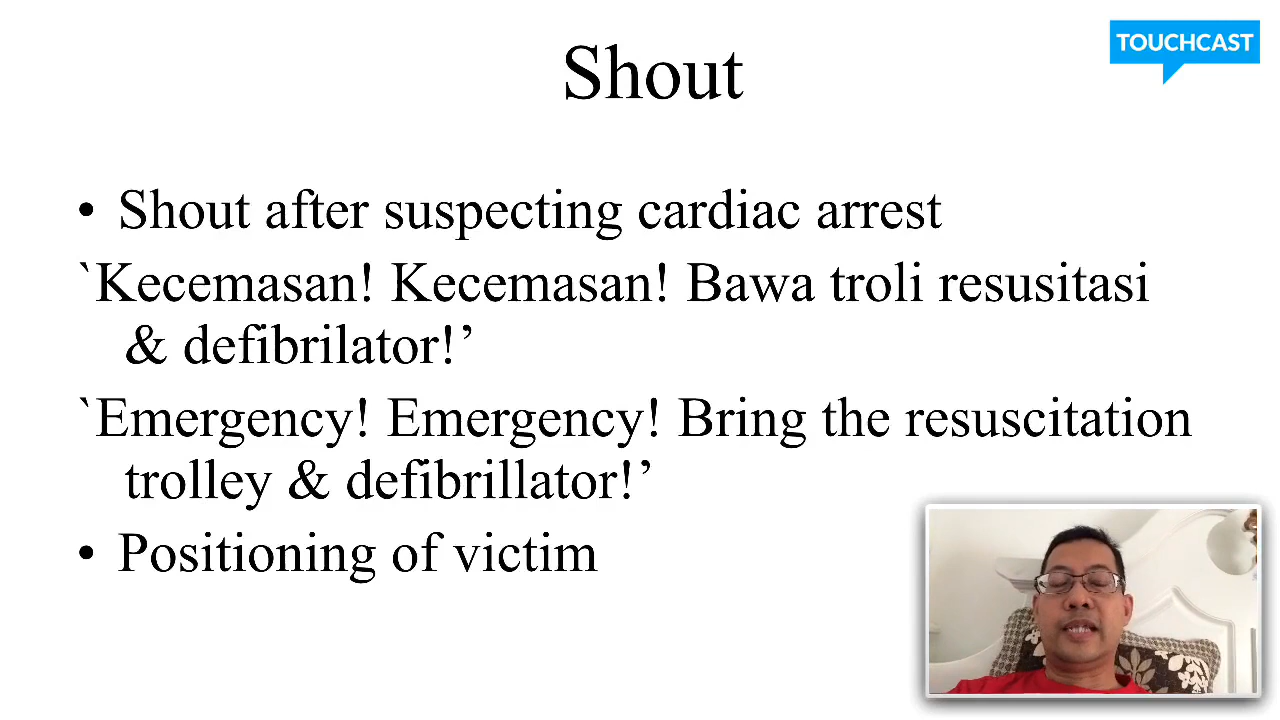 TOUCHCAST
Shout
• Shout after suspecting cardiac arrest
`Kecemasan! Kecemasan! Bawa troli resusitasi
& defibrilator!’
`Emergency! Emergency! Bring the resuscitation
trolley & defibrillator!’
• Positioning of victim